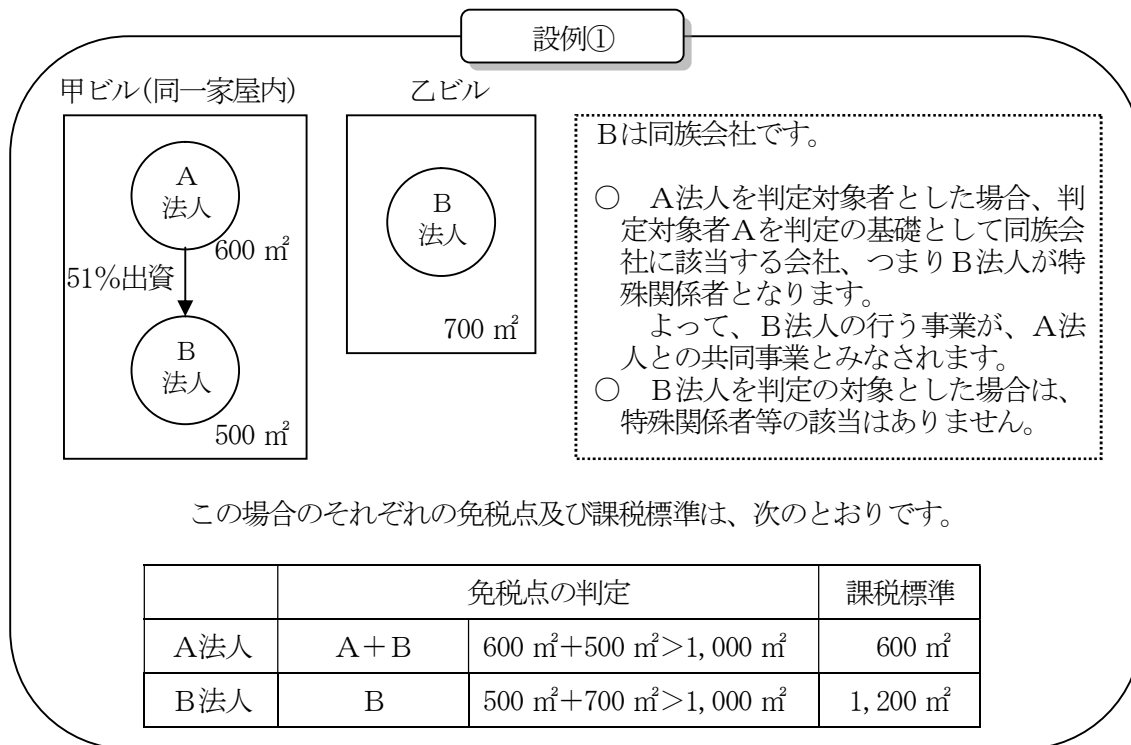 設例①
甲ビル(同一家屋内)
A
法人
600 ㎡
51%出資
B
法人
500 ㎡
乙ビル
B
法人
700 ㎡
Bは同族会社です。
○ A法人を判定対象者とした場合、判
定対象者Aを判定の基礎として同族会
社に該当する会社、つまりB法人が特
殊関係者となります。
よって、B法人の行う事業が、A法
人との共同事業とみなされます。
○ B法人を判定の対象とした場合は、
特殊関係者等の該当はありません。
この場合のそれぞれの免税点及び課税標準は、次のとおりです。
免税点の判定 課税標準
A法人 A+B 600 ㎡+500 ㎡>1,000 ㎡ 600 ㎡
B法人 B 500 ㎡+700 ㎡>1,000 ㎡ 1,200 ㎡